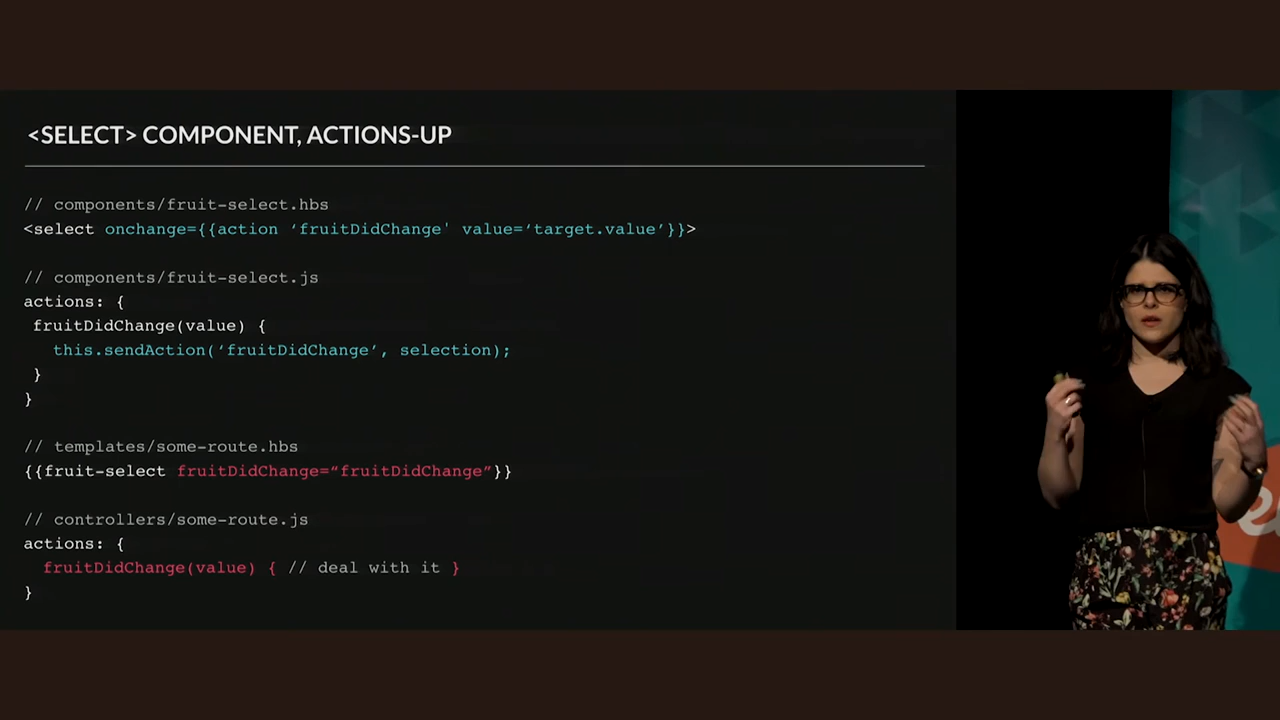 <SELECT> COMPONENT, ACTIONS-UP
// components/fruit-select.hbs
<select onchange={{action ‘fruitDidChange' value=‘target.value’}}>
// components/fruit-select.js
actions: {
fruitDidChange(value) {
this.sendAction(‘fruitDidChange’, selection);
}
}
// templates/some-route.hbs
{{fruit-select fruitDidChange=“fruitDidChange”}}
// controllers/some-route.js
actions: {
fruitDidChange(value) { // deal with it }
}